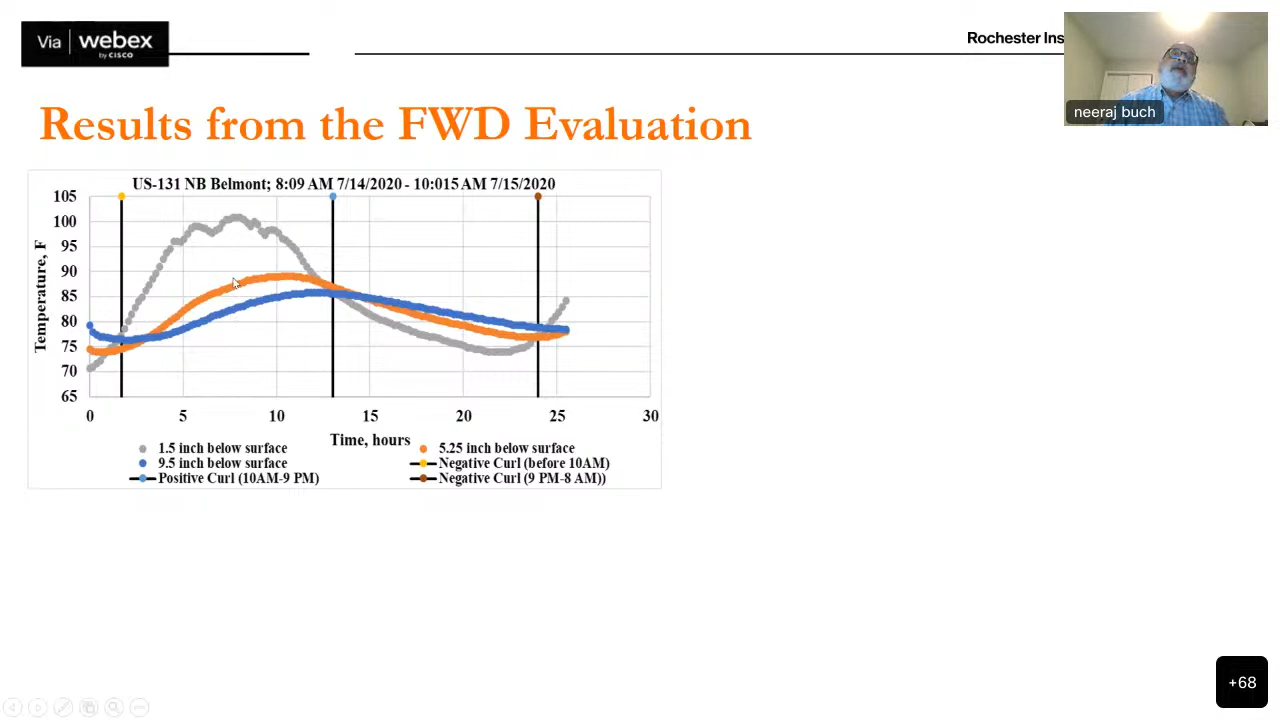 Via webex
by CISCO
Rochester Ins
neeraj buch
Results from the FWD Evaluation
US-131 NB Belmont; 8:09 AM 7/14/2020 - 10:015 AM 7/15/2020
Temperature, F
105
100
95
90
85
80
75
70
65
0 5 10 15 20 25 30
Time, hours
1.5 inch below surface
5.25 inch below surface
9.5 inch below surface
Negative Curl (before 10AM)
Positive Curl (10AM-9 PM)
Negative Curl (9 PM-8 AM))
+68